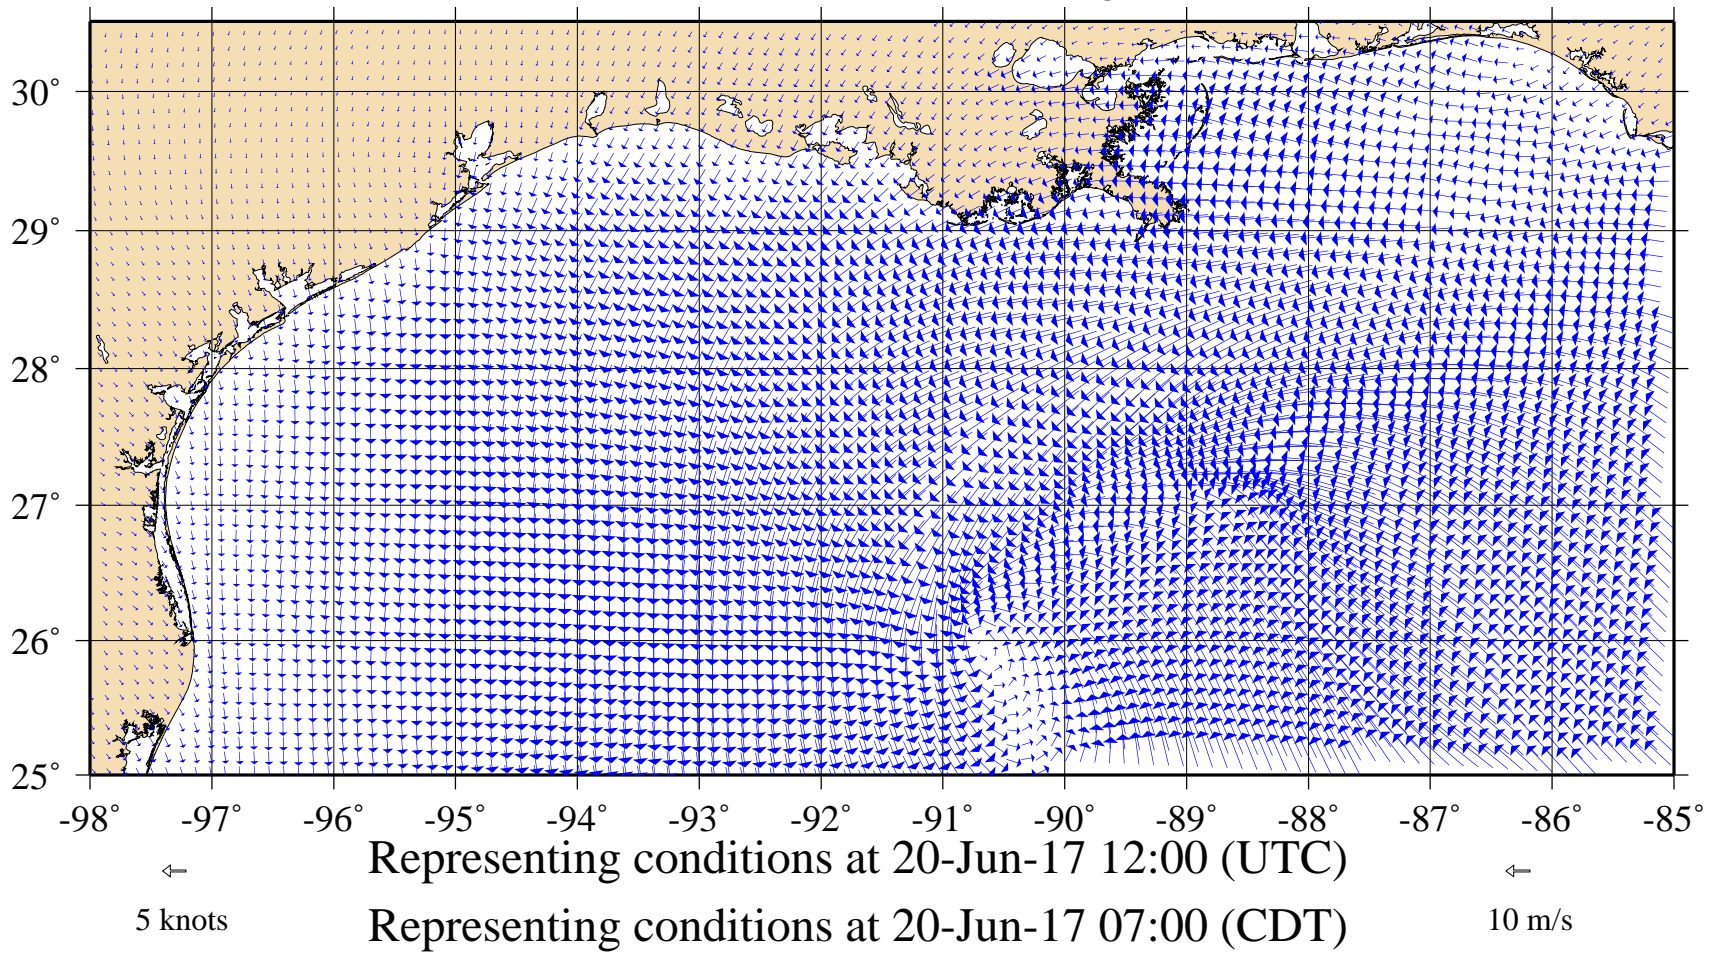 30°
29°
28°
27°
26°
25°
-98° -97° -96° -95° -94° -93° -92° -91° -90° -89° -88° -87° -86° -85°
Representing conditions at 20-Jun-17 12:00 (UTC)
5 knots
Representing conditions at 20-Jun-17 07:00 (CDT)
10 m/s